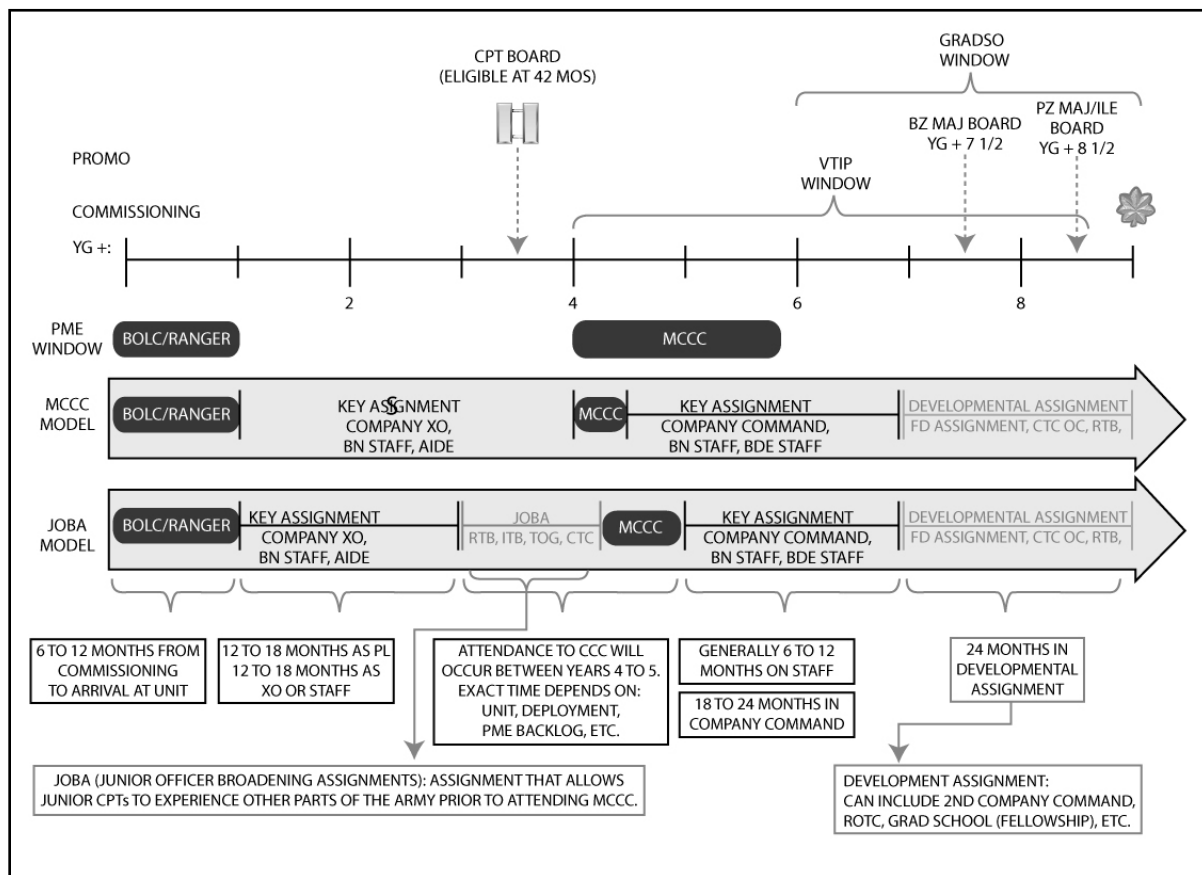 GRADSO
WINDOW
CPT BOARD
(ELIGIBLE AT 42 MOS)
BZ MAJ BOARD
YG + 7 1/2
PZ MAJ/ILE
BOARD
YG + 8 1/2
PROMO
VTIP
WINDOW
COMMISSIONING
YG +:
2
4
6
8
PME
WINDOW
BOLC/RANGER
MCCC
MCCC
MODEL
BOLC/RANGER
KEY ASSIGNMENT
COMPANY XO,
BN STAFF, AIDE
MCCC
KEY ASSIGNMENT
COMPANY COMMAND,
BN STAFF, BDE STAFF
DEVELOPMENTAL ASSIGNMENT
FD ASSIGNMENT, CTC OC, RTB,
JOBA
MODEL
BOLC/RANGER
KEY ASSIGNMENT
COMPANY XO,
BN STAFF, AIDE
JOBA
RTB, ITB, TOG, CTC
MCCC
KEY ASSIGNMENT
COMPANY COMMAND,
BN STAFF, BDE STAFF
DEVELOPMENTAL ASSIGNMENT
FD ASSIGNMENT, CTC OC, RTB,
6 TO 12 MONTHS FROM
COMMISSIONING
TO ARRIVAL AT UNIT
12 TO 18 MONTHS AS PL
12 TO 18 MONTHS AS
XO OR STAFF
ATTENDANCE TO CCC WILL
OCCUR BETWEEN YEARS 4 TO 5.
EXACT TIME DEPENDS ON:
UNIT, DEPLOYMENT,
PME BACKLOG, ETC.
GENERALLY 6 TO 12
MONTHS ON STAFF
18 TO 24 MONTHS IN
COMPANY COMMAND
24 MONTHS IN
DEVELOPMENTAL
ASSIGNMENT
JOBA (JUNIOR OFFICER BROADENING ASSIGNMENTS): ASSIGNMENT THAT ALLOWS
JUNIOR CPTs TO EXPERIENCE OTHER PARTS OF THE ARMY PRIOR TO ATTENDING MCCC.
DEVELOPMENT ASSIGNMENT:
CAN INCLUDE 2ND COMPANY COMMAND,
ROTC, GRAD SCHOOL (FELLOWSHIP), ETC.